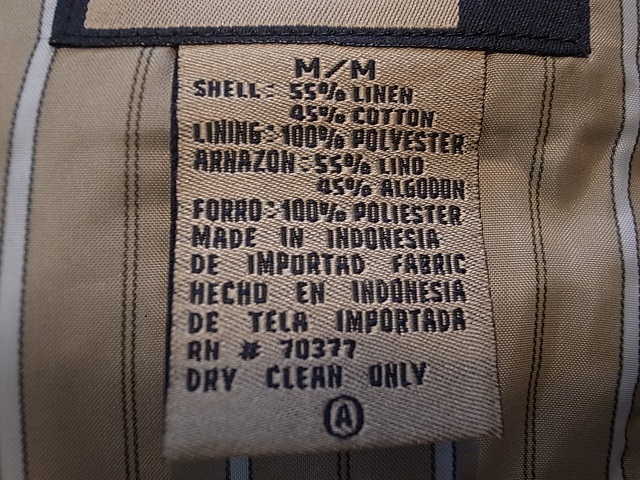 M/M
SHELL: 55% LINEN
45% COTTON
LINING: 100% POLYESTER
ARNAZON: 55% LINO
45% ALGODON
FORRO: 100% POLIESTER
MADE IN INDONESIA
DE IMPORTAD FABRIC
HECHO EN INDONESIA
DE TELA IMPORTADA
RN # 70377
DRY CLEAN ONLY
A